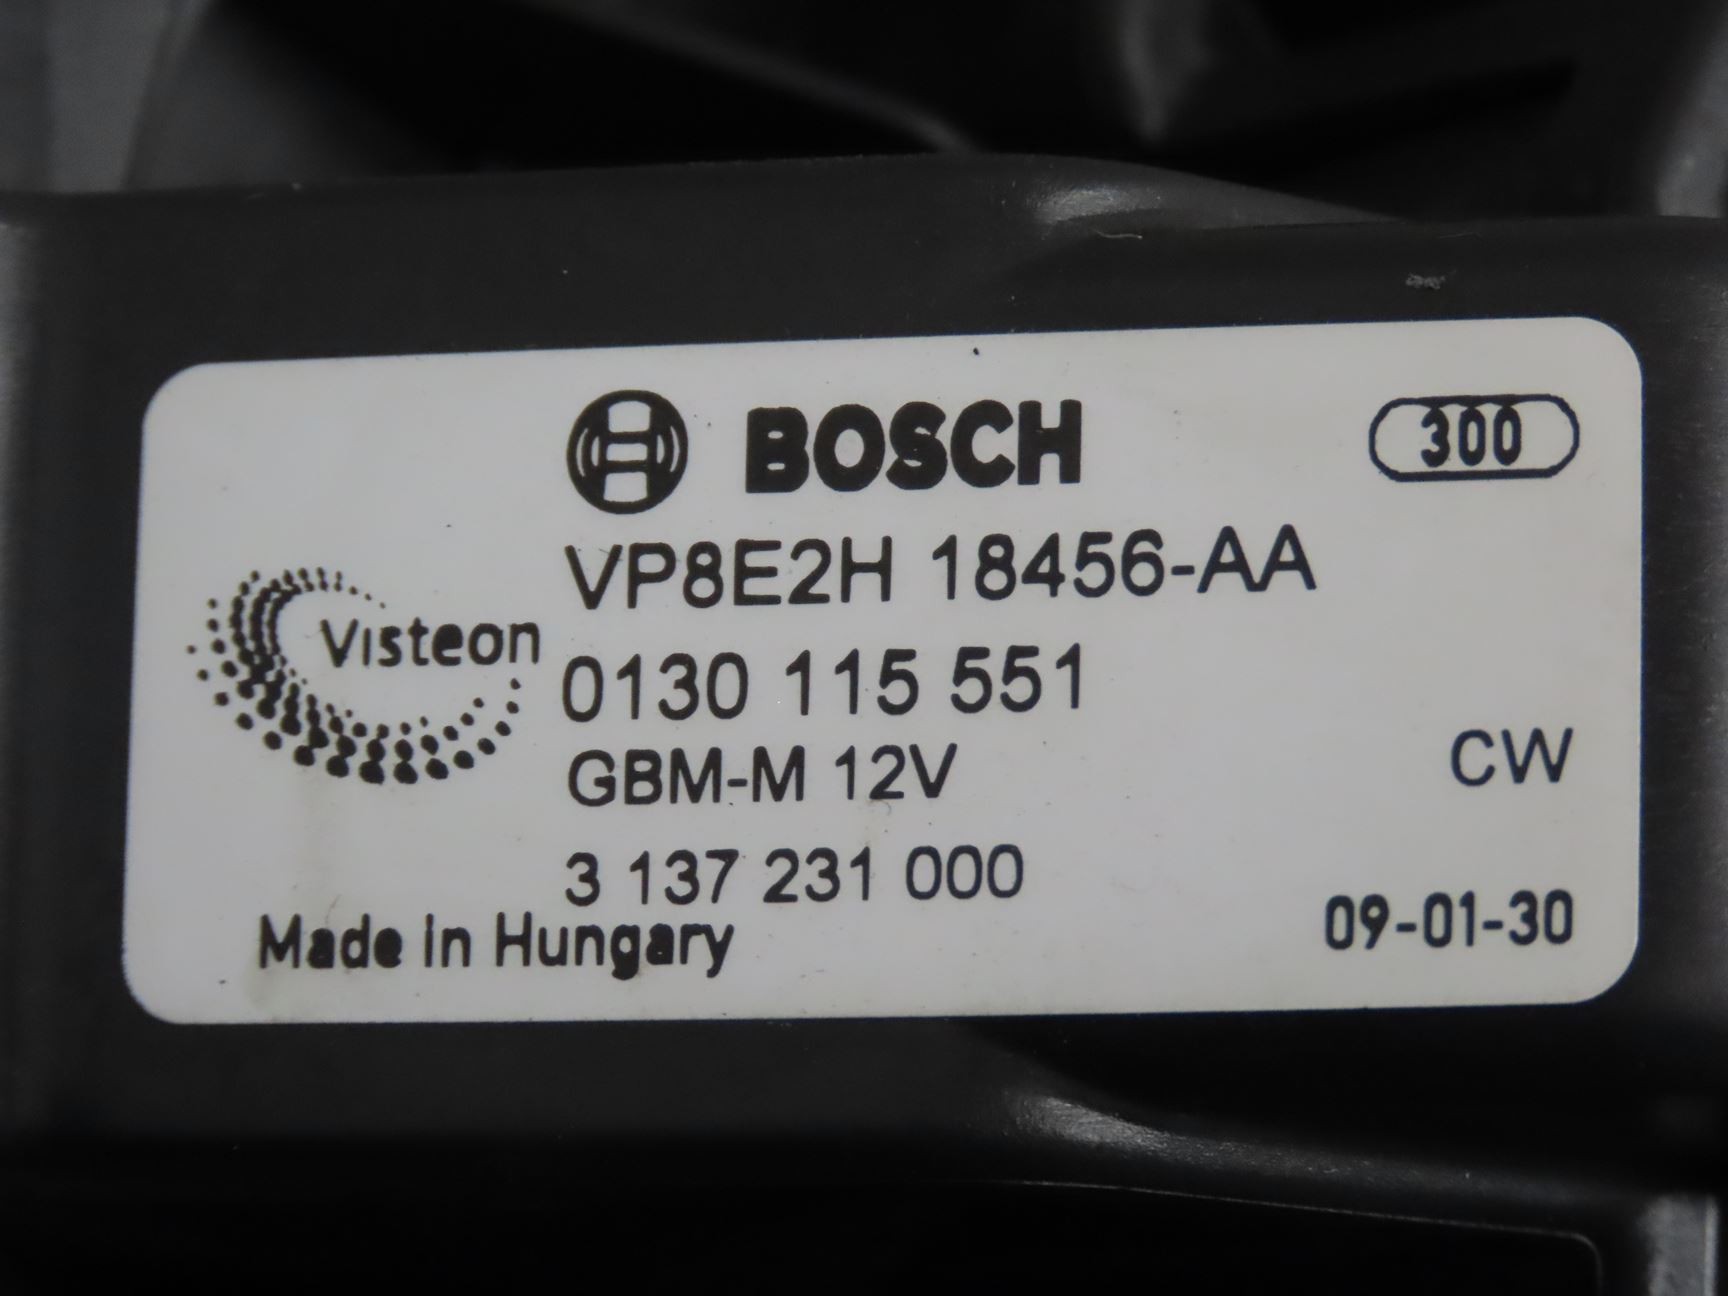 BOSCH
300
VP8E2H 18456-AA
Visteon
0130 115 551
GBM-M 12V
CW
3 137 231 000
Made in Hungary
09-01-30